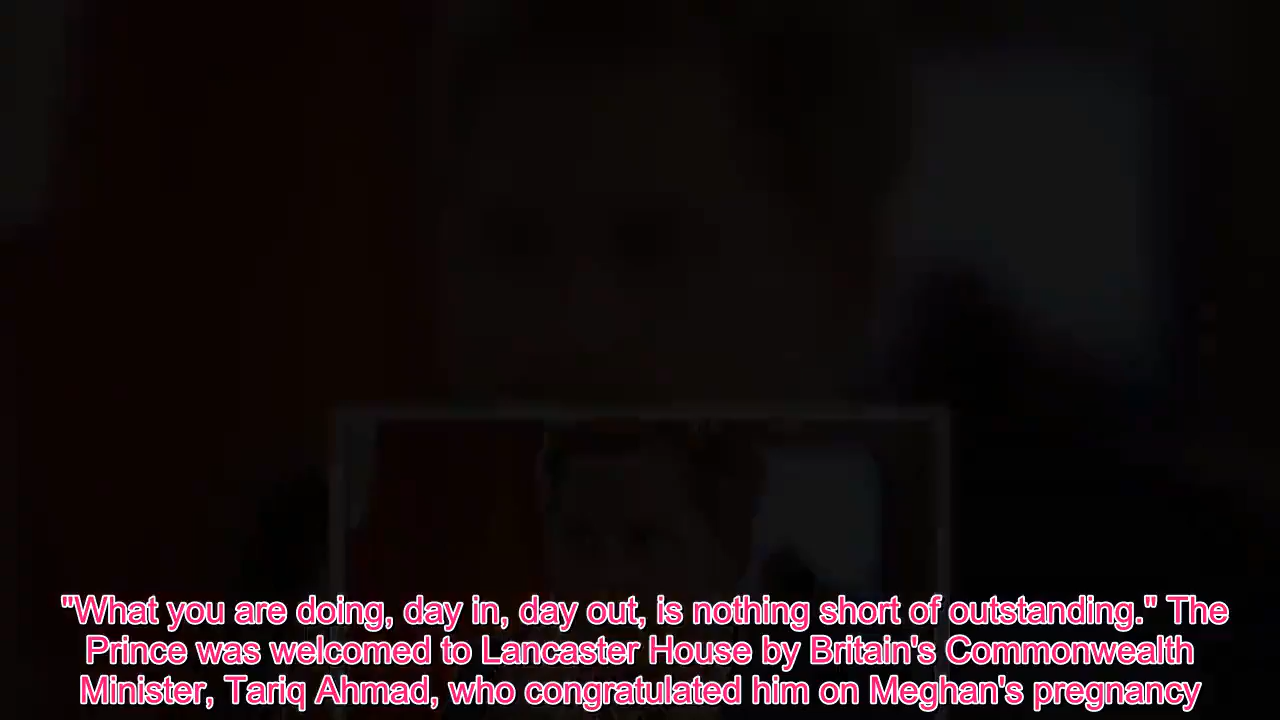 "What you are doing, day in, day out, is nothing short of outstanding." The
Prince was welcomed to Lancaster House by Britain's Commonwealth
Minister, Tariq Ahmad, who congratulated him on Meghan's pregnancy